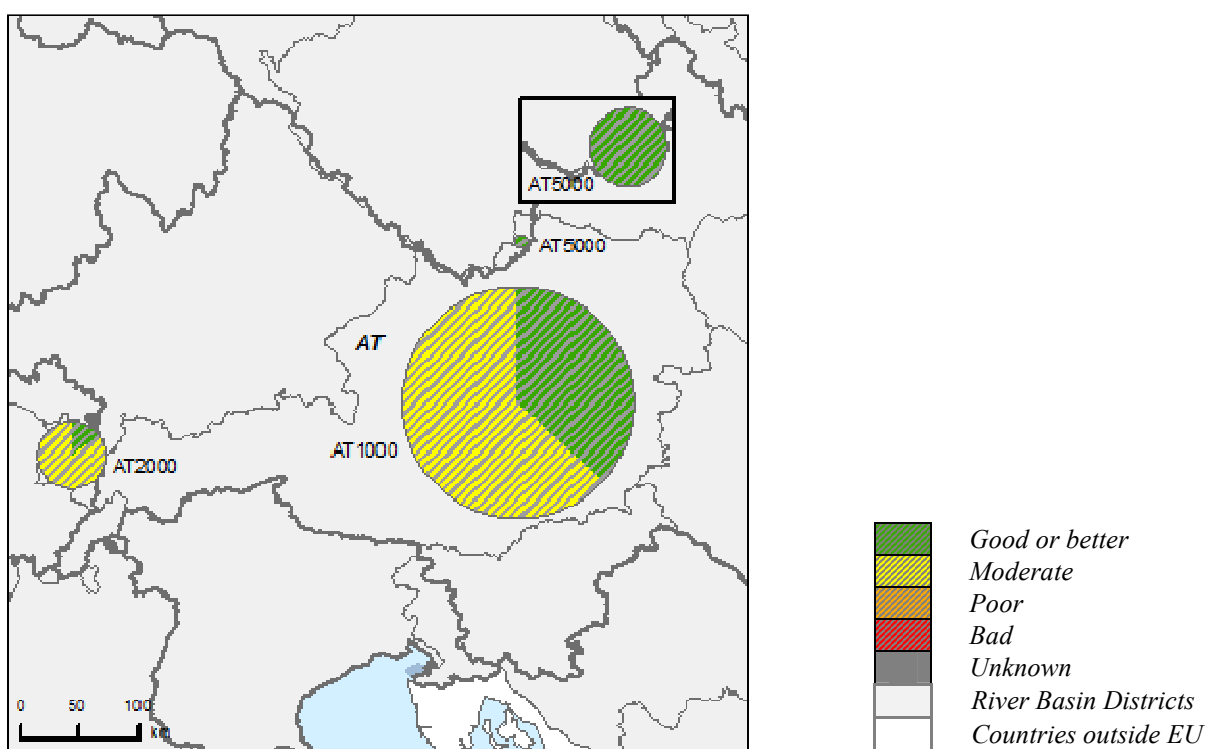 AT5000
AT5000
AT
AT1000
AT2000
0 50 100
km
Good or better
Moderate
Poor
Bad
Unknown
River Basin Districts
Countries outside EU